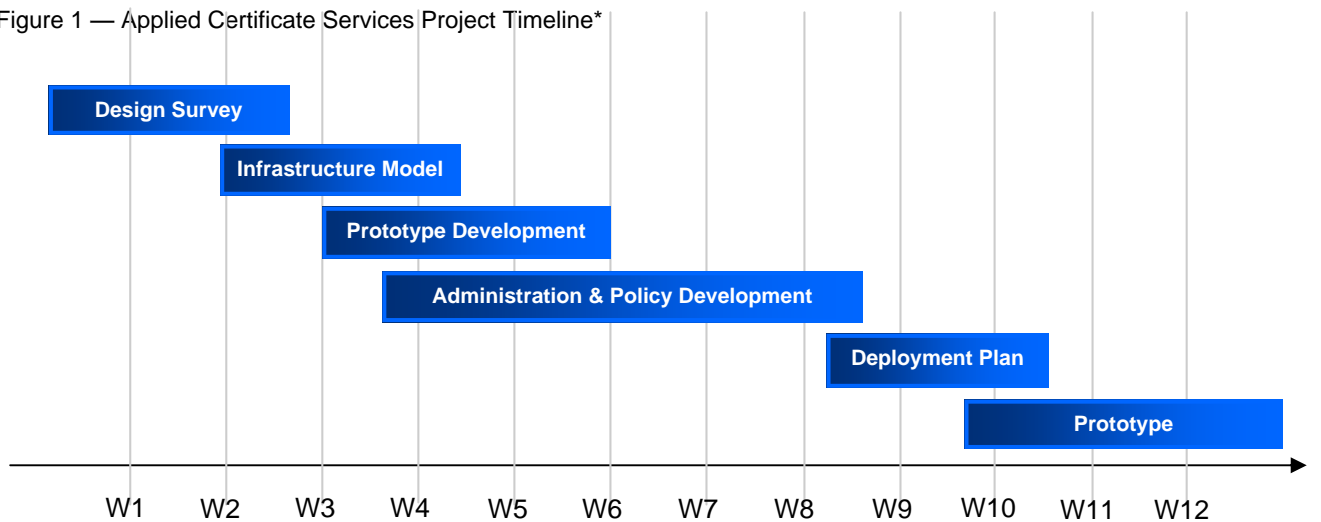 Figure 1 — Applied Certificate Services Project Timeline*
Design Survey
Infrastructure Model
Prototype Development
Administration & Policy Development
Deployment Plan
Prototype
W1 W2 W3 W4 W5 W6 W7 W8 W9 W10 W11 W12